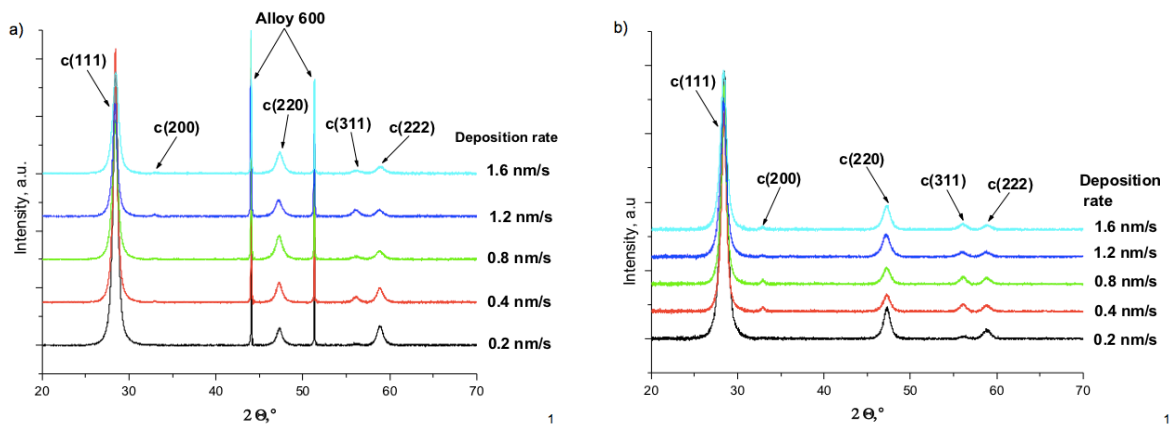 a)
Alloy 600
c(111)
c(200)
c(220)
c(311)
c(222)
Deposition rate
1.6 nm/s
1.2 nm/s
0.8 nm/s
0.4 nm/s
0.2 nm/s
Intensity, a.u.
20 30 40 50 60 70
2 Θ,°
1
b)
c(111)
c(200)
c(220)
c(311)
c(222)
Deposition
rate
1.6 nm/s
1.2 nm/s
0.8 nm/s
0.4 nm/s
0.2 nm/s
Intensity, a.u
20 30 40 50 60 70
2 Θ,°
1